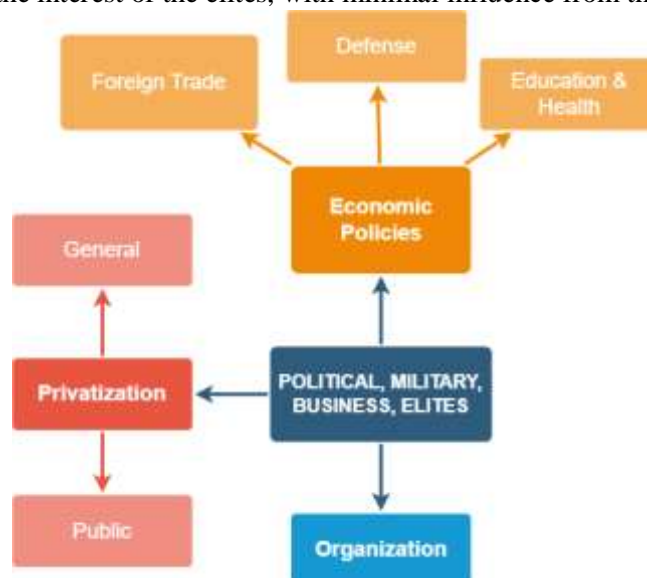 the interest of the elites, with minimal influence from th
Defense
Foreign Trade
Education &
Health
Economic
Policies
General
Privatization
POLITICAL, MILITARY,
BUSINESS, ELITES
Public
Organization